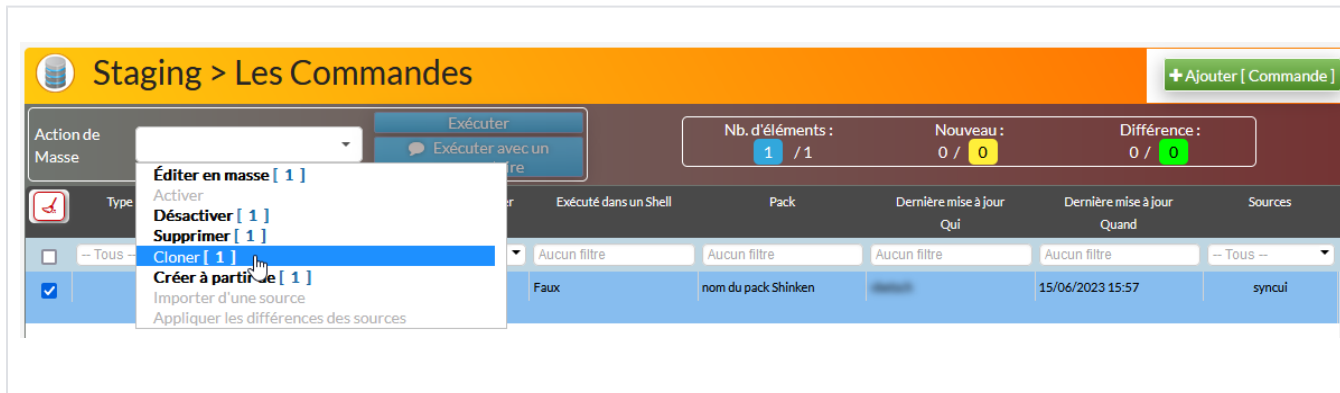 Staging > Les Commandes
+ Ajouter [ Commande ]
Action de
Masse
Exécuter
Exécuter avec un
ire
Nb. d'éléments :
1 / 1
Nouveau :
0 / 0
Différence :
0 / 0
Éditer en masse [ 1 ]
Activer
Désactiver [ 1 ]
Supprimer [ 1 ]
Cloner [ 1 ]
Créer à partir de [ 1 ]
Importer d'une source
Appliquer les différences des sources
Type
er
Exécuté dans un Shell
Pack
Dernière mise à jour
Qui
Dernière mise à jour
Quand
Sources
-- Tous --
Aucun filtre
Aucun filtre
Aucun filtre
Aucun filtre
-- Tous --
Faux
nom du pack Shinken
15/06/2023 15:57
syncui